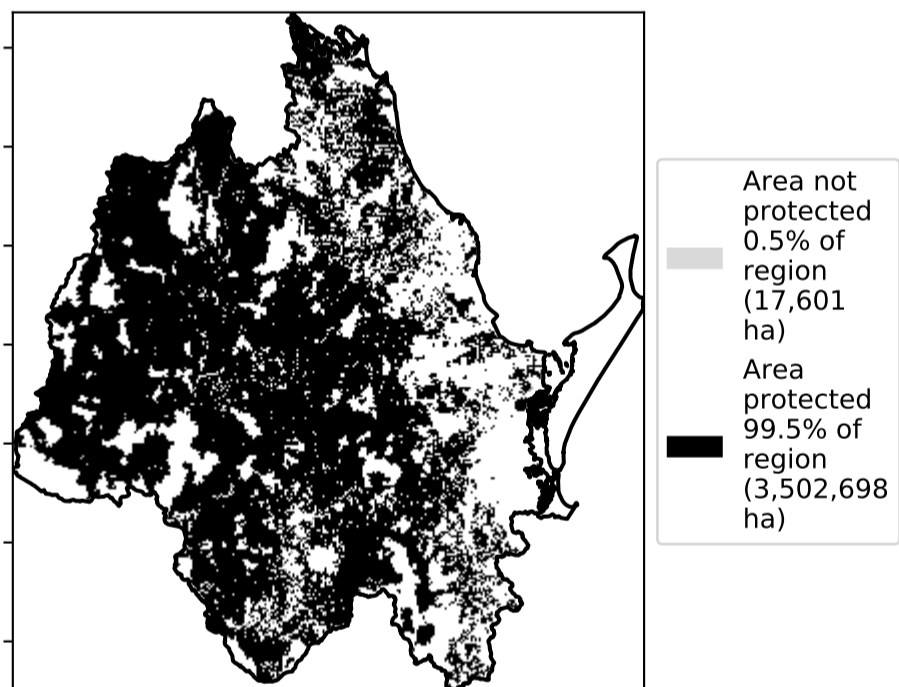 Area not
protected
0.5% of
region
(17,601
ha)
Area
protected
99.5% of
region
(3,502,698
ha)